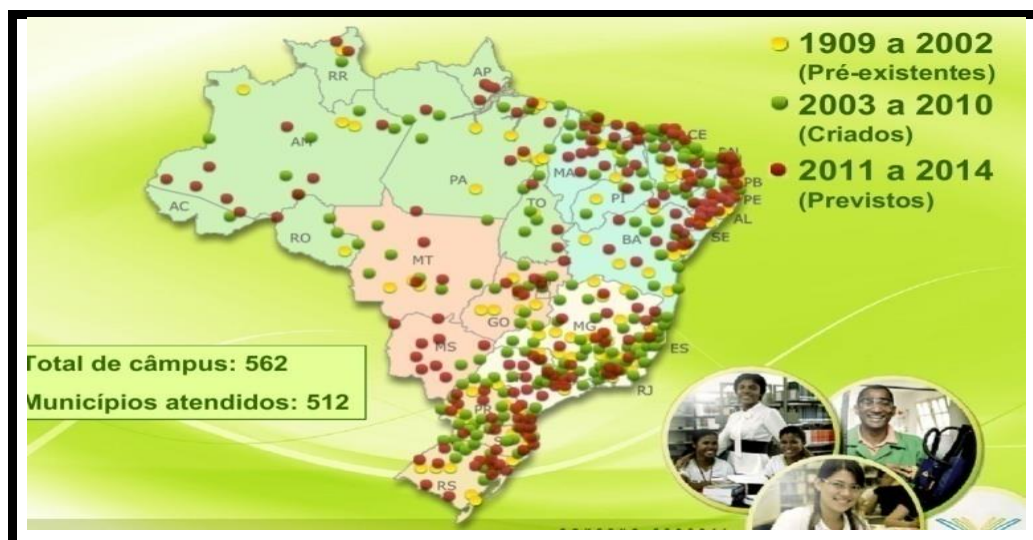 1909 a 2002
(Pré-existentes)
2003 a 2010
(Criados)
2011 a 2014
(Previstos)
RR
AP
AM
PA
MA
CE
PI
PB
PE
AL
SE
AC
RO
TO
BA
MT
GO
MG
ES
MS
RJ
PR
RS
Total de câmpus: 562
Municípios atendidos: 512